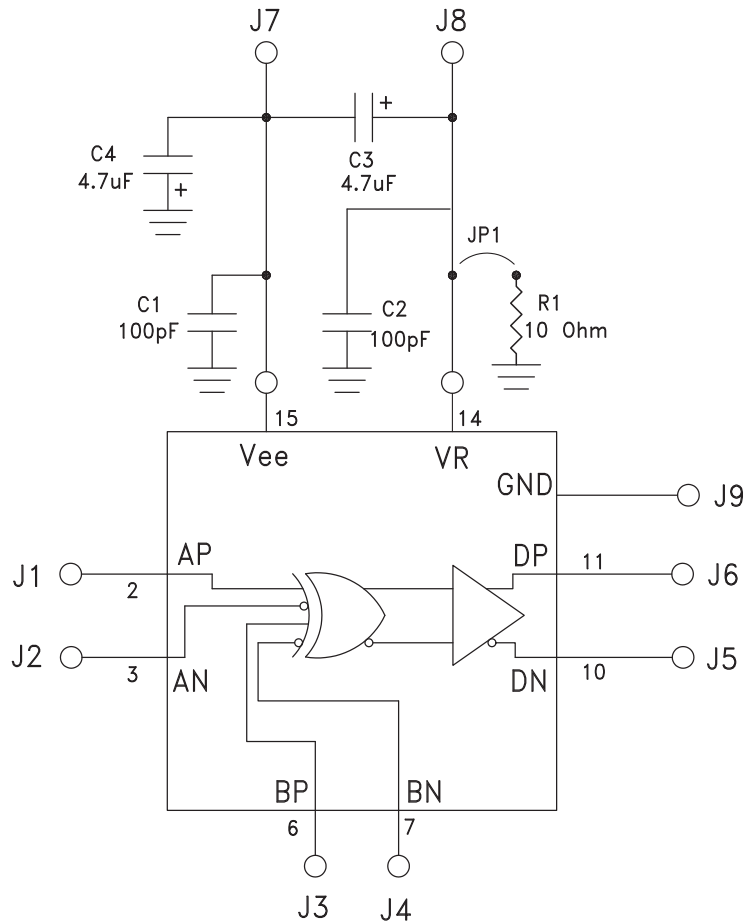 J7
J8
+
C4
4.7uF
+
C3
4.7uF
JP1
C1
100pF
C2
100pF
R1
10 Ohm
15
14
Vee
VR
GND
J9
AP
DP
11
J1
2
J6
J2
3
AN
DN
10
J5
BP
BN
6
7
J3
J4